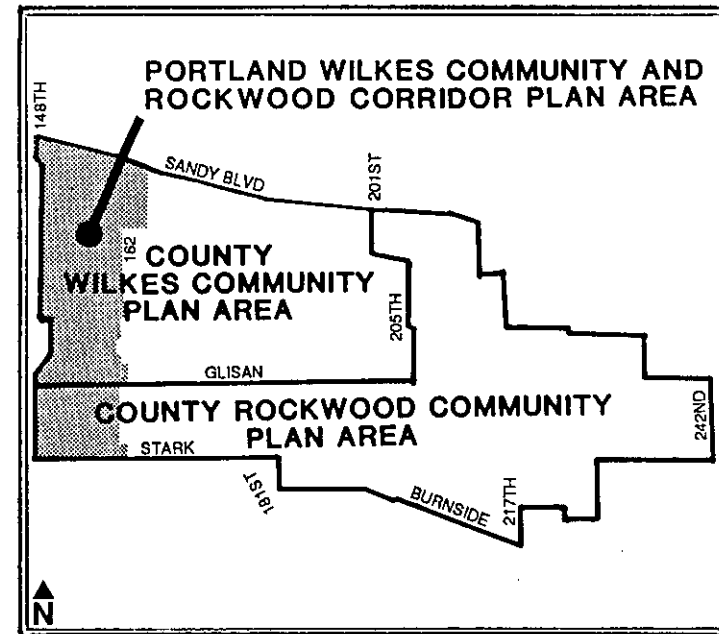 PORTLAND WILKES COMMUNITY AND
ROCKWOOD CORRIDOR PLAN AREA
148TH
SANDY BLVD
201ST
162
COUNTY
WILKES COMMUNITY
PLAN AREA
205TH
GLISAN
COUNTY ROCKWOOD COMMUNITY
PLAN AREA
242ND
STARK
181ST
BURNSIDE
217TH
N